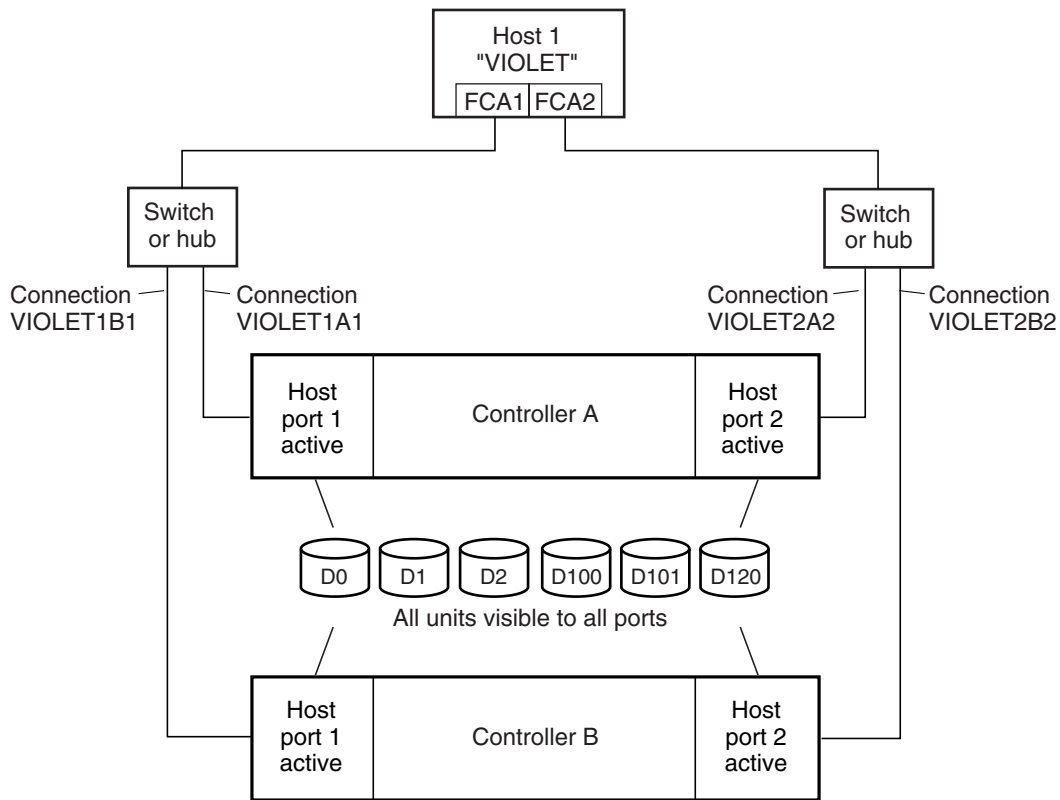 Host 1
"VIOLET"
FCA1 FCA2
Switch
or hub
Switch
or hub
Connection
VIOLET1B1
Connection
VIOLET1A1
Connection
VIOLET2A2
Connection
VIOLET2B2
Host
port 1
active
Controller A
Host
port 2
active
D0 D1 D2 D100 D101 D120
All units visible to all ports
Host
port 1
active
Controller B
Host
port 2
active